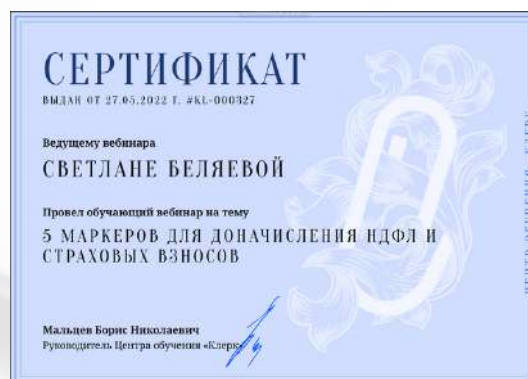 СЕРТИФИКАТ
ВЫДАН ОТ 27.05.2022 Г. #KL-000327
Ведущему вебинара
СВЕТЛАНЕ БЕЛЯЕВОЙ
Провел обучающий вебинар на тему
5 МАРКЕРОВ ДЛЯ ДОНАЧИСЛЕНИЯ НДФЛ И
СТРАХОВЫХ ВЗНОСОВ
Мальцев Борис Николаевич
Руководитель Центра обучения «Клерк»